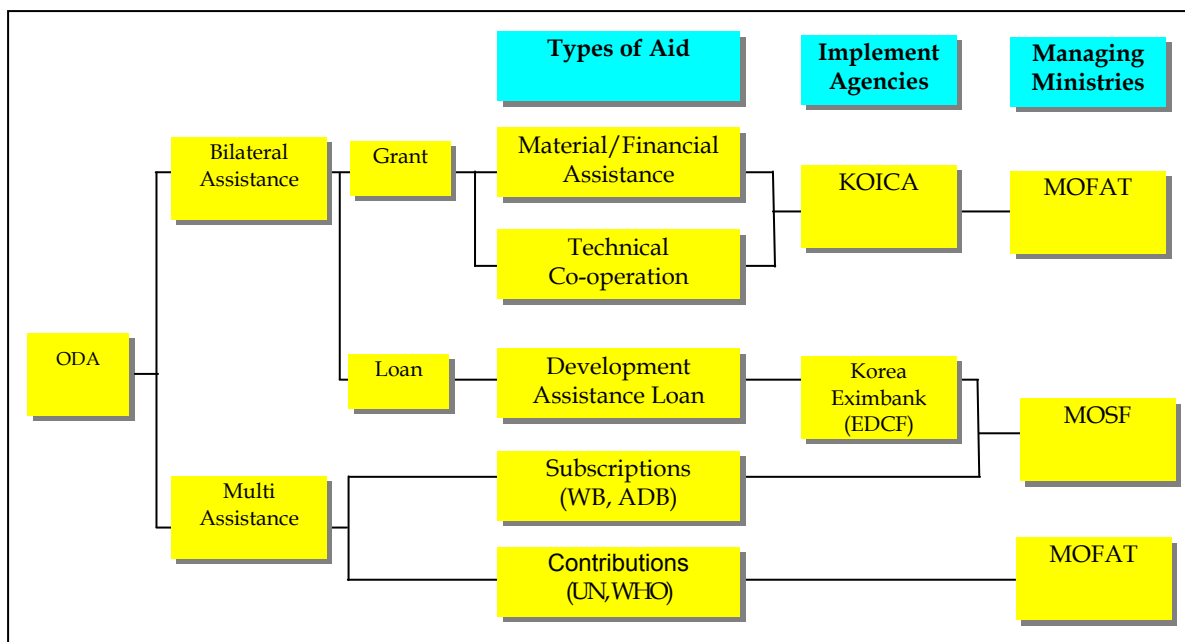 Types of Aid
Implement
Agencies
Managing
Ministries
Bilateral
Assistance
Grant
Material/Financial
Assistance
KOICA
MOFAT
Technical
Co-operation
ODA
Loan
Development
Assistance Loan
Korea
Eximbank
(EDCF)
MOSF
Multi
Assistance
Subscriptions
(WB, ADB)
Contributions
(UN,WHO)
MOFAT